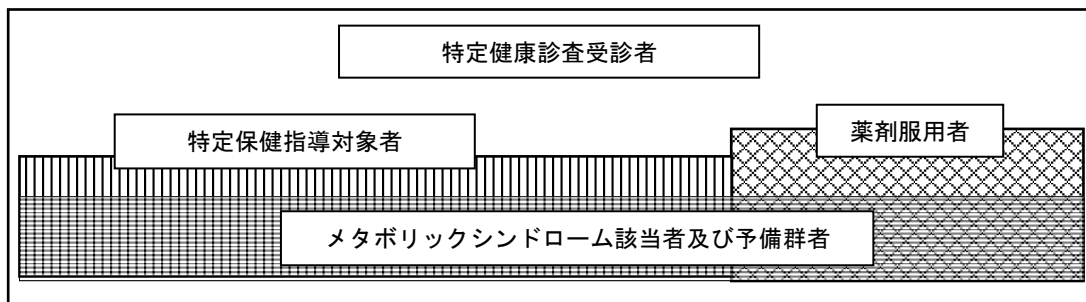 特定健康診査受診者
薬剤服用者
特定保健指導対象者
メタボリックシンドローム該当者及び予備群者